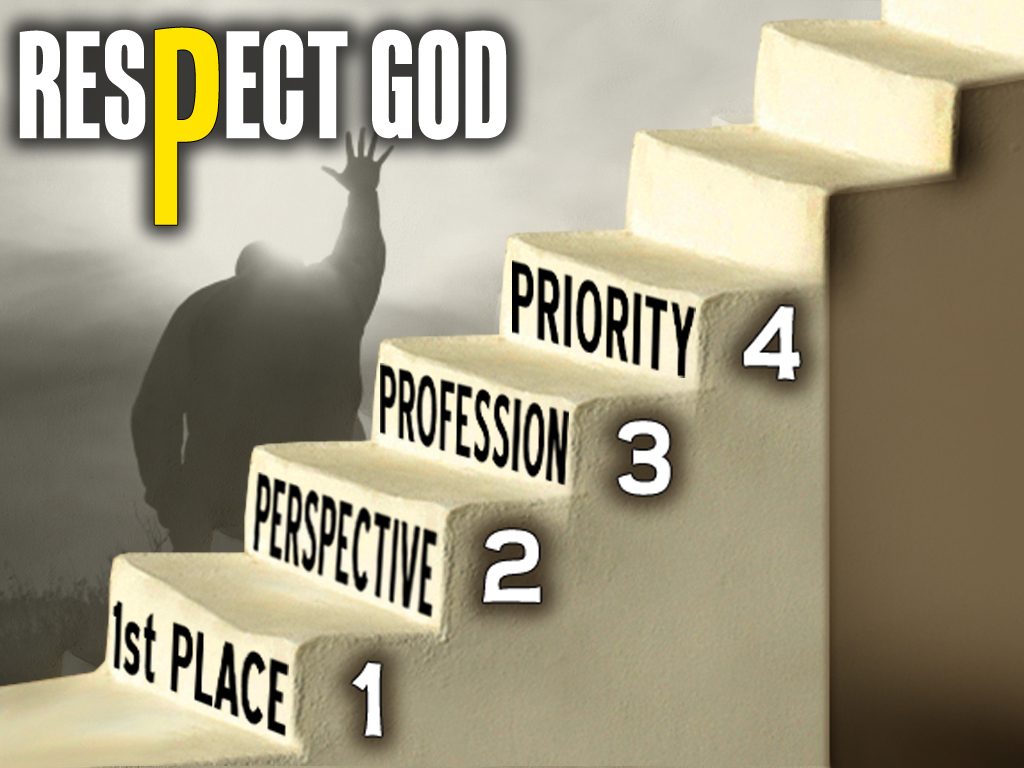 RESPECT GOD
PRIORITY 4
PROFESSION 3
PERSPECTIVE 2
1st PLACE 1